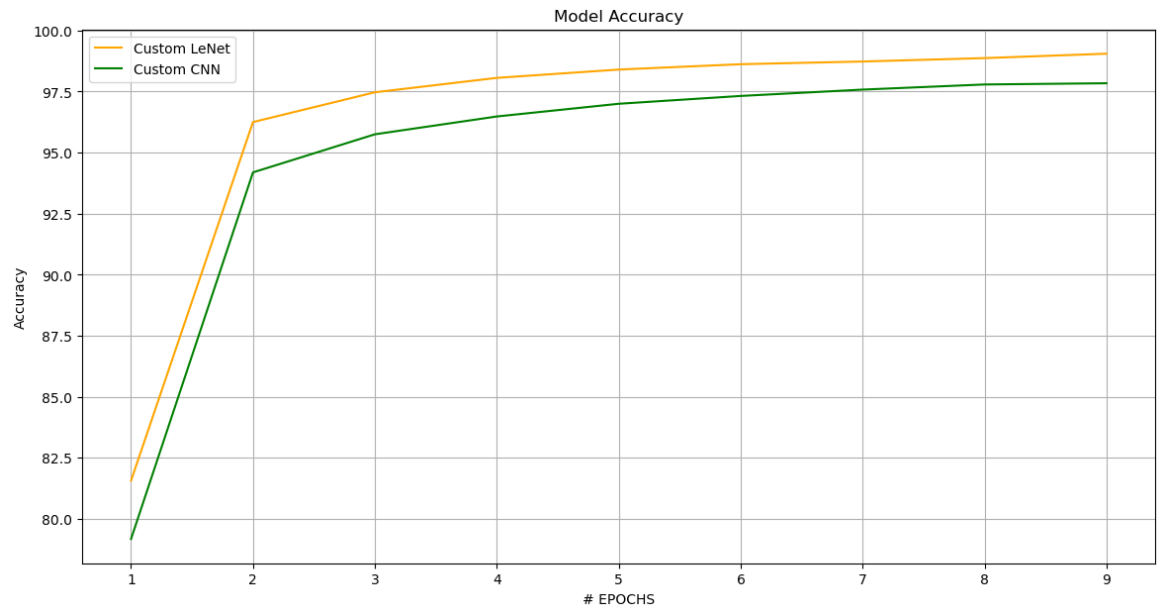 Model Accuracy
Custom LeNet
Custom CNN
Accuracy
100.0
97.5
95.0
92.5
90.0
87.5
85.0
82.5
80.0
1 2 3 4 5 6 7 8 9
# EPOCHS